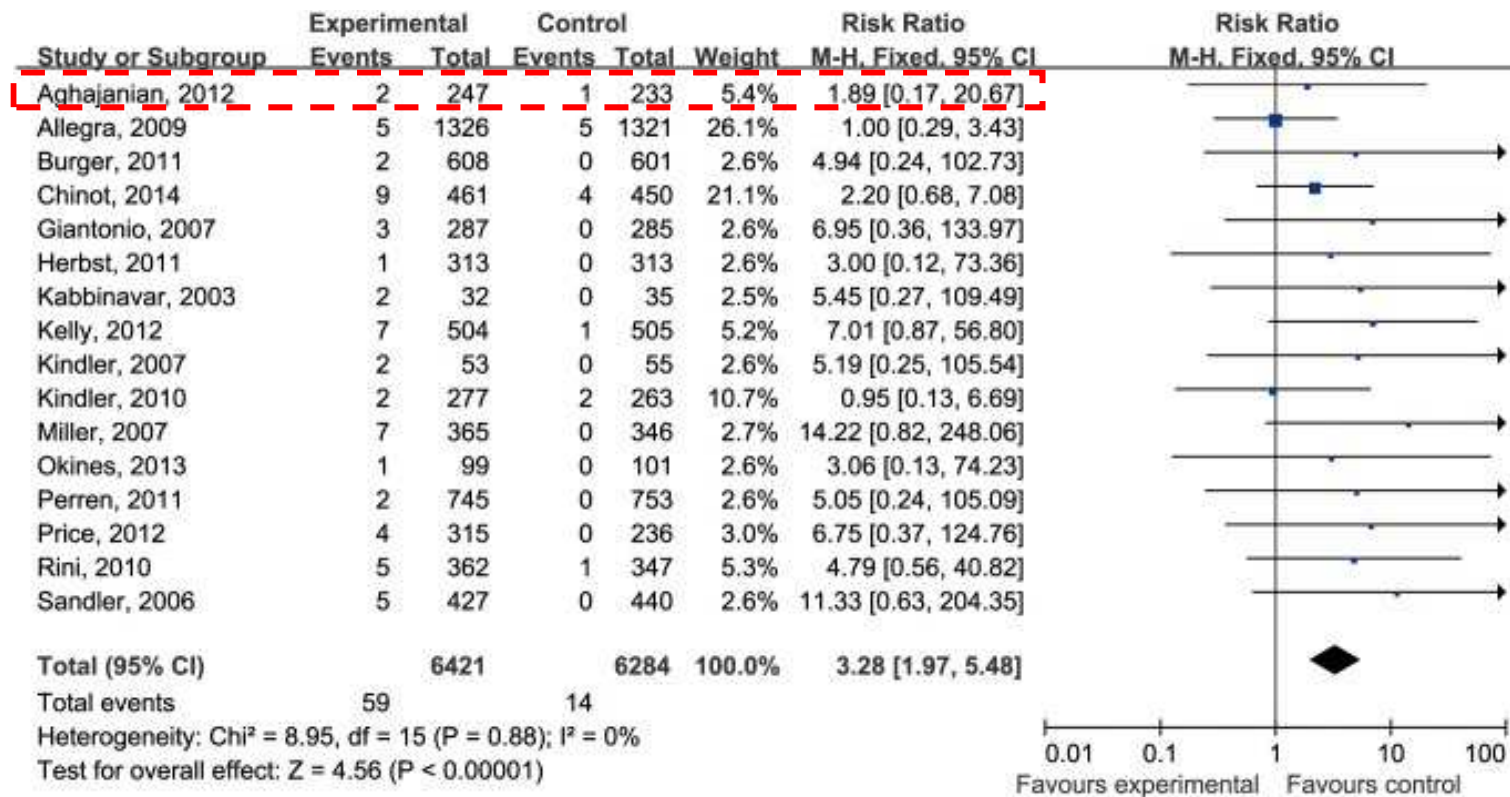 Experimental Control Risk Ratio Risk Ratio
Study or Subgroup Events Total Events Total Weight M-H, Fixed, 95% CI M-H, Fixed, 95% CI
Aghajanian, 2012 2 247 1 233 5.4% 1.89 [0.17, 20.67]
Allegra, 2009 5 1326 5 1321 26.1% 1.00 [0.29, 3.43]
Burger, 2011 2 608 0 601 2.6% 4.94 [0.24, 102.73]
Chinot, 2014 9 461 4 450 21.1% 2.20 [0.68, 7.08]
Giantonio, 2007 3 287 0 285 2.6% 6.95 [0.36, 133.97]
Herbst, 2011 1 313 0 313 2.6% 3.00 [0.12, 73.36]
Kabbinavar, 2003 2 32 0 35 2.5% 5.45 [0.27, 109.49]
Kelly, 2012 7 504 1 505 5.2% 7.01 [0.87, 56.80]
Kindler, 2007 2 53 0 55 2.6% 5.19 [0.25, 105.54]
Kindler, 2010 2 277 2 263 10.7% 0.95 [0.13, 6.69]
Miller, 2007 7 365 0 346 2.7% 14.22 [0.82, 248.06]
Okines, 2013 1 99 0 101 2.6% 3.06 [0.13, 74.23]
Perren, 2011 2 745 0 753 2.6% 5.05 [0.24, 105.09]
Price, 2012 4 315 0 236 3.0% 6.75 [0.37, 124.76]
Rini, 2010 5 362 1 347 5.3% 4.79 [0.56, 40.82]
Sandler, 2006 5 427 0 440 2.6% 11.33 [0.63, 204.35]
Total (95% CI) 6421 6284 100.0% 3.28 [1.97, 5.48]
Total events 59 14
Heterogeneity: Chi² = 8.95, df = 15 (P = 0.88); I² = 0%
Test for overall effect: Z = 4.56 (P < 0.00001)
0.01 0.1 1 10 100
Favours experimental Favours control